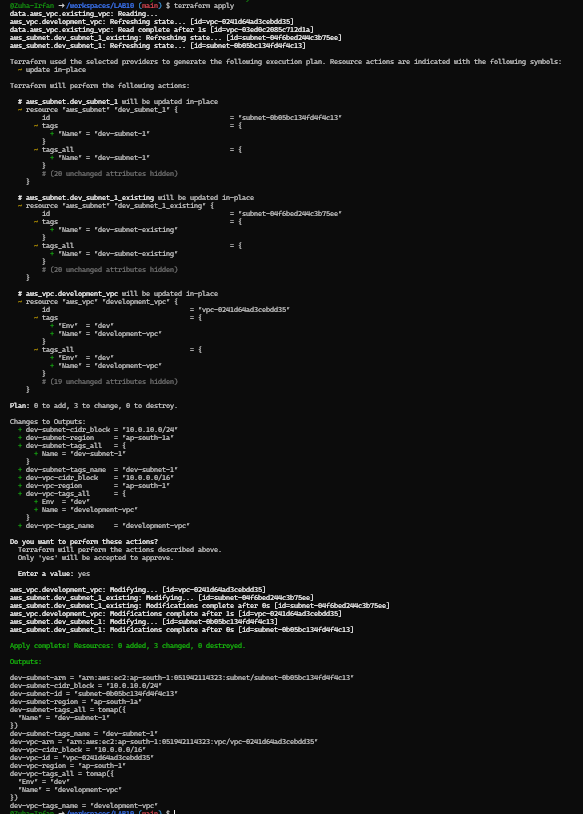 @Zuha-Irfan → /workspaces/LAB10 (main) $ terraform apply
data.aws_vpc.existing_vpc: Reading...
aws_vpc.development_vpc: Refreshing state... [id=vpc-0241d64ad3cebdd35]
data.aws_vpc.existing_vpc: Read complete after 1s [id=vpc-03ed0c2085c712d1a]
aws_subnet.dev_subnet_1_existing: Refreshing state... [id=subnet-04f6bed244c3b75ee]
aws_subnet.dev_subnet_1: Refreshing state... [id=subnet-0b05bc134fd4f4c13]
Terraform used the selected providers to generate the following execution plan. Resource actions are indicated with the following symbols:
~ update in-place
Terraform will perform the following actions:
# aws_subnet.dev_subnet_1 will be updated in-place
~ resource "aws_subnet" "dev_subnet_1" {
id = "subnet-0b05bc134fd4f4c13"
~ tags = {
+ "Name" = "dev-subnet-1"
}
~ tags_all = {
+ "Name" = "dev-subnet-1"
}
# (20 unchanged attributes hidden)
}
# aws_subnet.dev_subnet_1_existing will be updated in-place
~ resource "aws_subnet" "dev_subnet_1_existing" {
id = "subnet-04f6bed244c3b75ee"
~ tags = {
+ "Name" = "dev-subnet-existing"
}
~ tags_all = {
+ "Name" = "dev-subnet-existing"
}
# (20 unchanged attributes hidden)
}
# aws_vpc.development_vpc will be updated in-place
~ resource "aws_vpc" "development_vpc" {
id = "vpc-0241d64ad3cebdd35"
~ tags = {
+ "Env" = "dev"
+ "Name" = "development-vpc"
}
~ tags_all = {
+ "Env" = "dev"
+ "Name" = "development-vpc"
}
# (19 unchanged attributes hidden)
}
Plan: 0 to add, 3 to change, 0 to destroy.
Changes to Outputs:
+ dev-subnet-cidr_block = "10.0.10.0/24"
+ dev-subnet-region = "ap-south-1a"
+ dev-subnet-tags_all = {
+ Name = "dev-subnet-1"
}
+ dev-subnet-tags_name = "dev-subnet-1"
+ dev-vpc-cidr_block = "10.0.0.0/16"
+ dev-vpc-region = "ap-south-1"
+ dev-vpc-tags_all = {
+ Env = "dev"
+ Name = "development-vpc"
}
+ dev-vpc-tags_name = "development-vpc"
Do you want to perform these actions?
Terraform will perform the actions described above.
Only 'yes' will be accepted to approve.
Enter a value: yes
aws_vpc.development_vpc: Modifying... [id=vpc-0241d64ad3cebdd35]
aws_subnet.dev_subnet_1_existing: Modifying... [id=subnet-04f6bed244c3b75ee]
aws_subnet.dev_subnet_1_existing: Modifications complete after 0s [id=subnet-04f6bed244c3b75ee]
aws_vpc.development_vpc: Modifications complete after 1s [id=vpc-0241d64ad3cebdd35]
aws_subnet.dev_subnet_1: Modifying... [id=subnet-0b05bc134fd4f4c13]
aws_subnet.dev_subnet_1: Modifications complete after 0s [id=subnet-0b05bc134fd4f4c13]
Apply complete! Resources: 0 added, 3 changed, 0 destroyed.
Outputs:
dev-subnet-arn = "arn:aws:ec2:ap-south-1:051942114323:subnet/subnet-0b05bc134fd4f4c13"
dev-subnet-cidr_block = "10.0.10.0/24"
dev-subnet-id = "subnet-0b05bc134fd4f4c13"
dev-subnet-region = "ap-south-1a"
dev-subnet-tags_all = tomap({
"Name" = "dev-subnet-1"
})
dev-subnet-tags_name = "dev-subnet-1"
dev-vpc-arn = "arn:aws:ec2:ap-south-1:051942114323:vpc/vpc-0241d64ad3cebdd35"
dev-vpc-cidr_block = "10.0.0.0/16"
dev-vpc-id = "vpc-0241d64ad3cebdd35"
dev-vpc-region = "ap-south-1"
dev-vpc-tags_all = tomap({
"Env" = "dev"
"Name" = "development-vpc"
})
dev-vpc-tags_name = "development-vpc"
@Zuha-Irfan → /workspaces/LAB10 (main) $